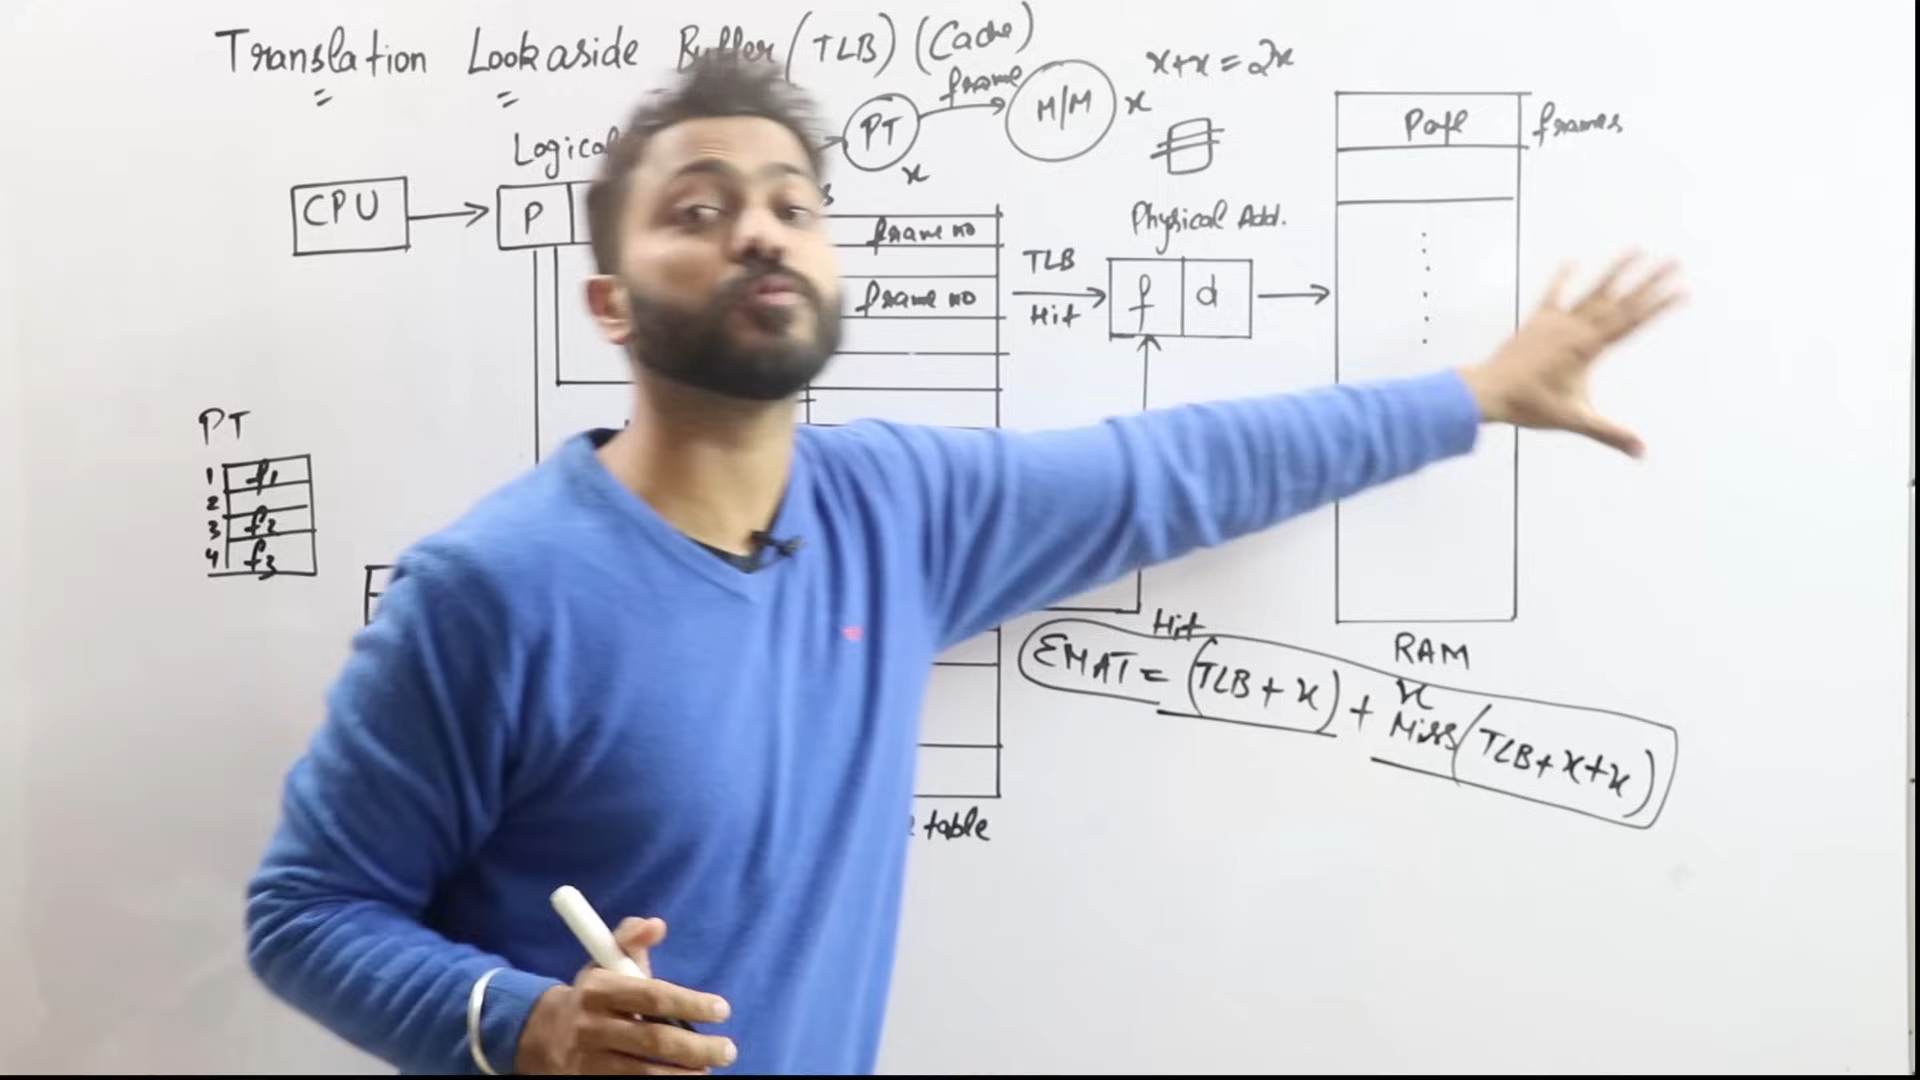 Translation Lookaside Buffer (TLB) (Cache)
x+x = 2x
frame
PT
x
M/M
x
Page
frames
Logical
CPU
P
frame no
frame no
TLB
Hit
Physical Add.
f d
PT
1 f1
2
3 f2
4 f3
RAM
x
Hit
EMAT = (TLB + x) + Miss (TLB + x + x)
table